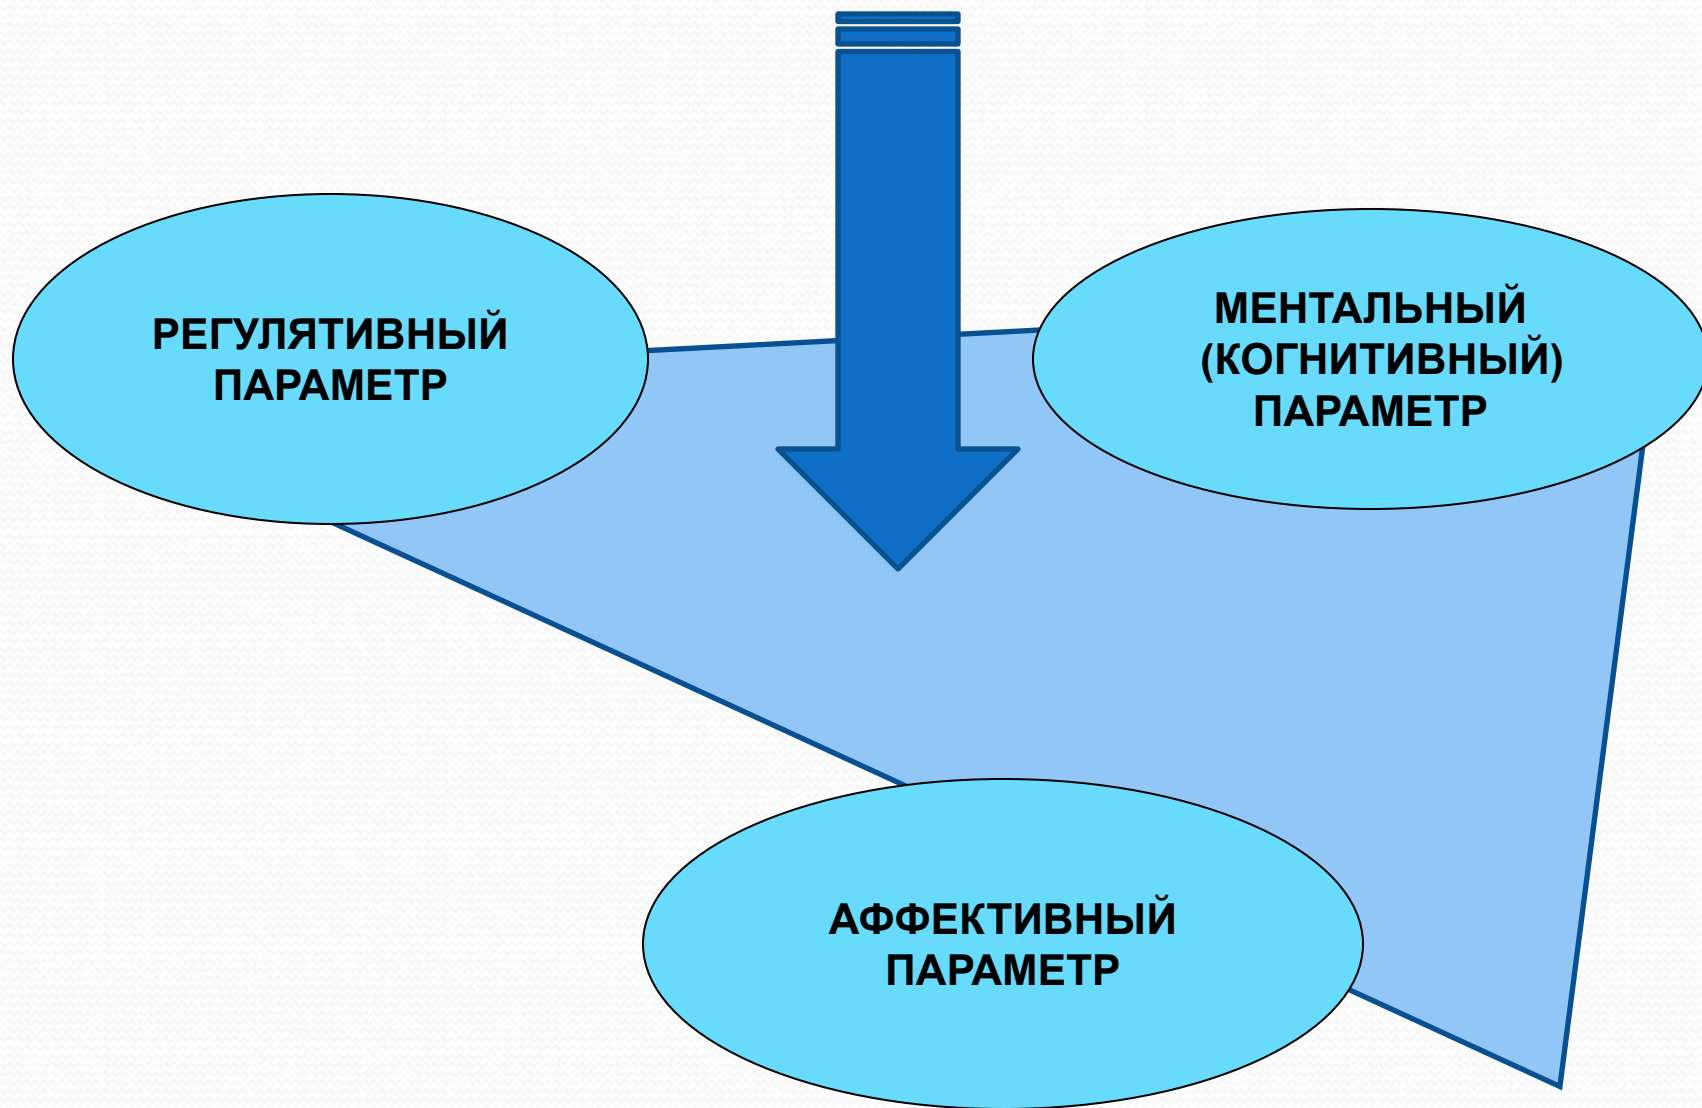 РЕГУЛЯТИВНЫЙ
ПАРАМЕТР
МЕНТАЛЬНЫЙ
(КОГНИТИВНЫЙ)
ПАРАМЕТР
АФФЕКТИВНЫЙ
ПАРАМЕТР